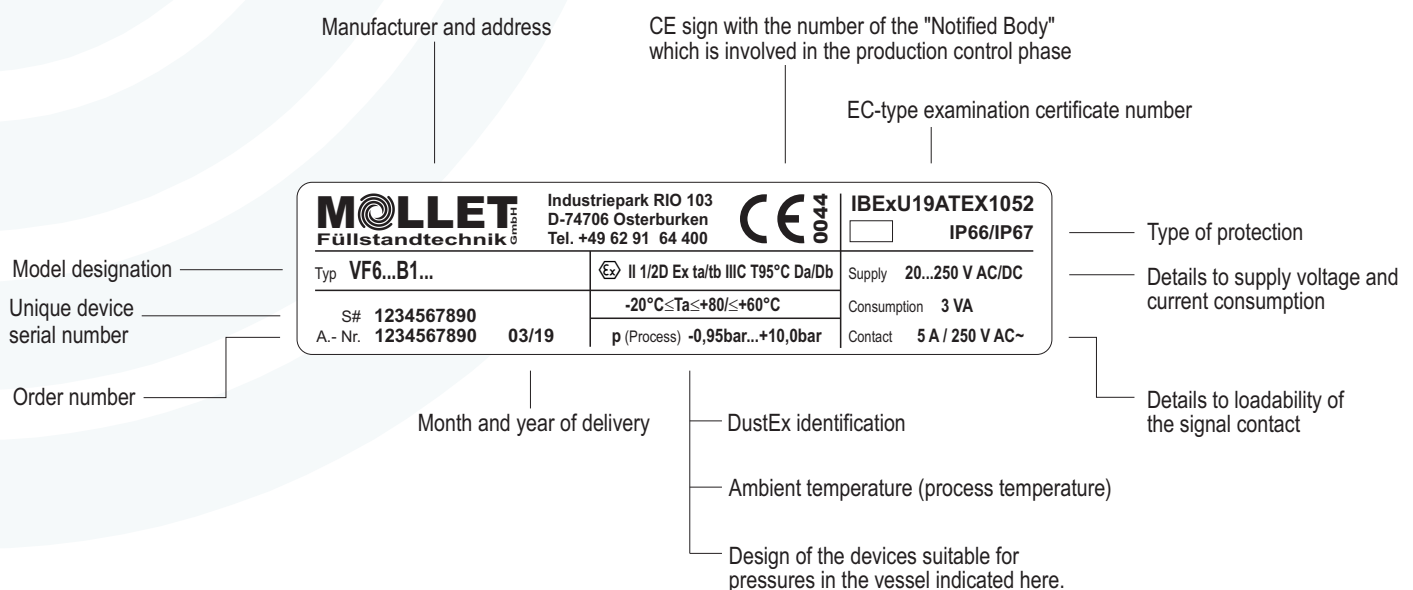 Manufacturer and address
CE sign with the number of the "Notified Body"
which is involved in the production control phase
EC-type examination certificate number
MOLLET GmbH
Füllstandtechnik
Industriepark RIO 103
D-74706 Osterburken
Tel. +49 62 91 64 400
CE 0044
IBExU19ATEX1052
IP66/IP67
Type of protection
Model designation
Typ VF6...B1...
Ex II 1/2D Ex ta/tb IIIC T95°C Da/Db
Supply 20...250 V AC/DC
Details to supply voltage and
current consumption
Unique device
serial number
S# 1234567890
-20°C≤Ta≤+80/≤+60°C
Consumption 3 VA
A.- Nr. 1234567890 03/19
p (Process) -0,95bar...+10,0bar
Contact 5 A / 250 V AC~
Order number
Details to loadability of
the signal contact
Month and year of delivery
DustEx identification
Ambient temperature (process temperature)
Design of the devices suitable for
pressures in the vessel indicated here.